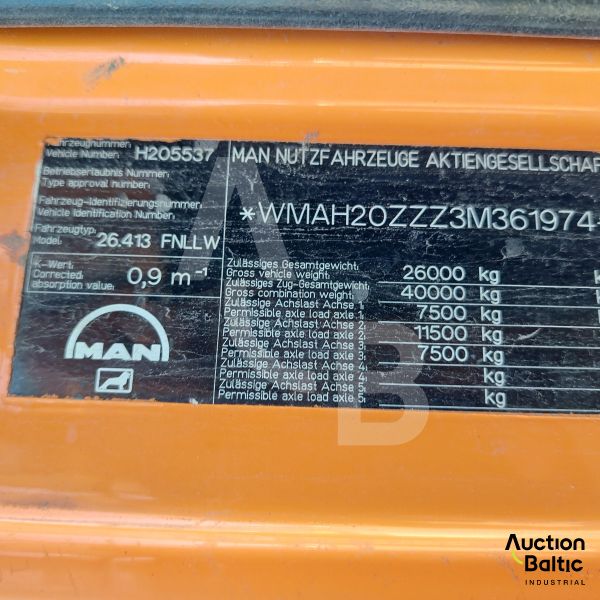 Fahrzeugnummer:
Vehicle Number: H205537
MAN NUTZFAHRZEUGE AKTIENGESELLSCHAF
Betriebserlaubnis Nummer:
Type approval number:
Fahrzeug-Identifizierungsnummer:
Vehicle Identification number: *WMAH20ZZZ3M361974
Fahrzeugtyp:
Model: 26.413 FNLLW
K-Wert:
Corrected
absorption value: 0,9 m-1
Zulässiges Gesamtgewicht:
Gross vehicle weight: 26000 kg
Zulässiges Zug-Gesamtgewicht:
Gross combination weight: 40000 kg
Zulässige Achslast Achse 1:
Permissible axle load axle 1: 7500 kg
Zulässige Achslast Achse 2:
Permissible axle load axle 2: 11500 kg
Zulässige Achslast Achse 3:
Permissible axle load axle 3: 7500 kg
Zulässige Achslast Achse 4:
Permissible axle load axle 4: kg
Zulässige Achslast Achse 5:
Permissible axle load axle 5: kg
MAN
A
B
Auction
Baltic
INDUSTRIAL